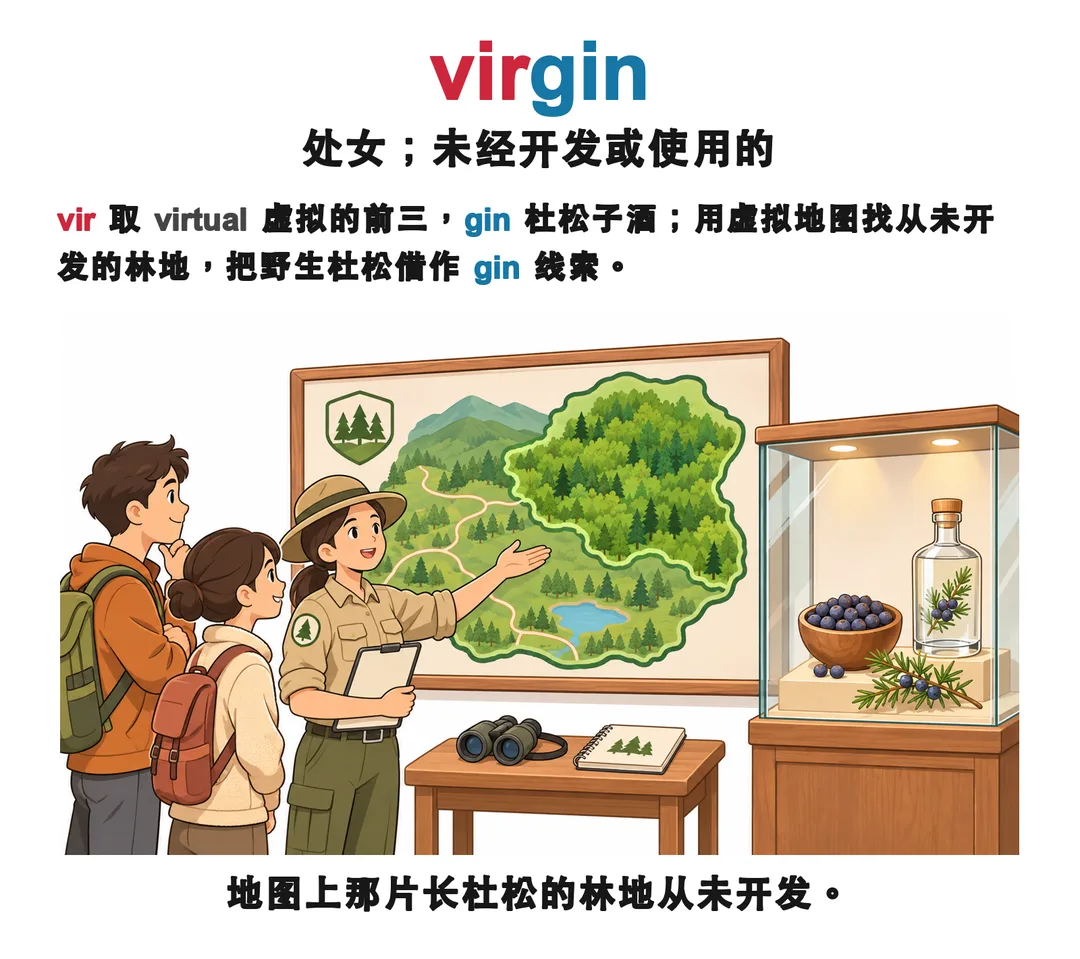 virgin
处女；未经开发或使用的
vir 取 virtual 虚拟的前三，gin 杜松子酒；用虚拟地图找从未开
发的林地，把野生杜松借作 gin 线索。
地图上那片长杜松的林地从未开发。